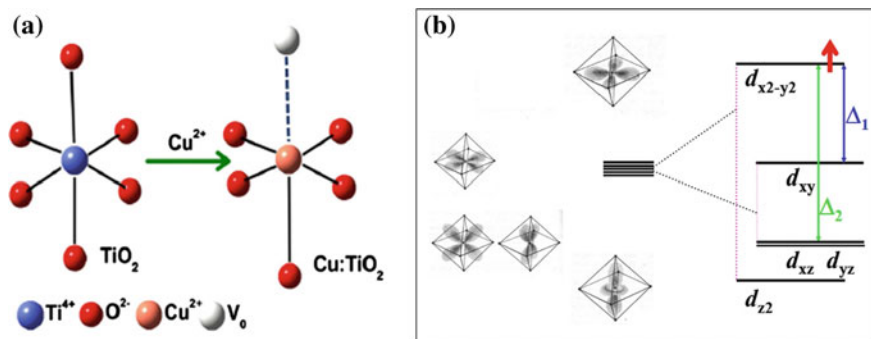 (a)
Cu²⁺
TiO₂
Cu:TiO₂
Ti⁴⁺ O²⁻ Cu²⁺ V₀
(b)
dx2-y2
Δ₁
dxy
Δ₂
dxz dyz
dz2